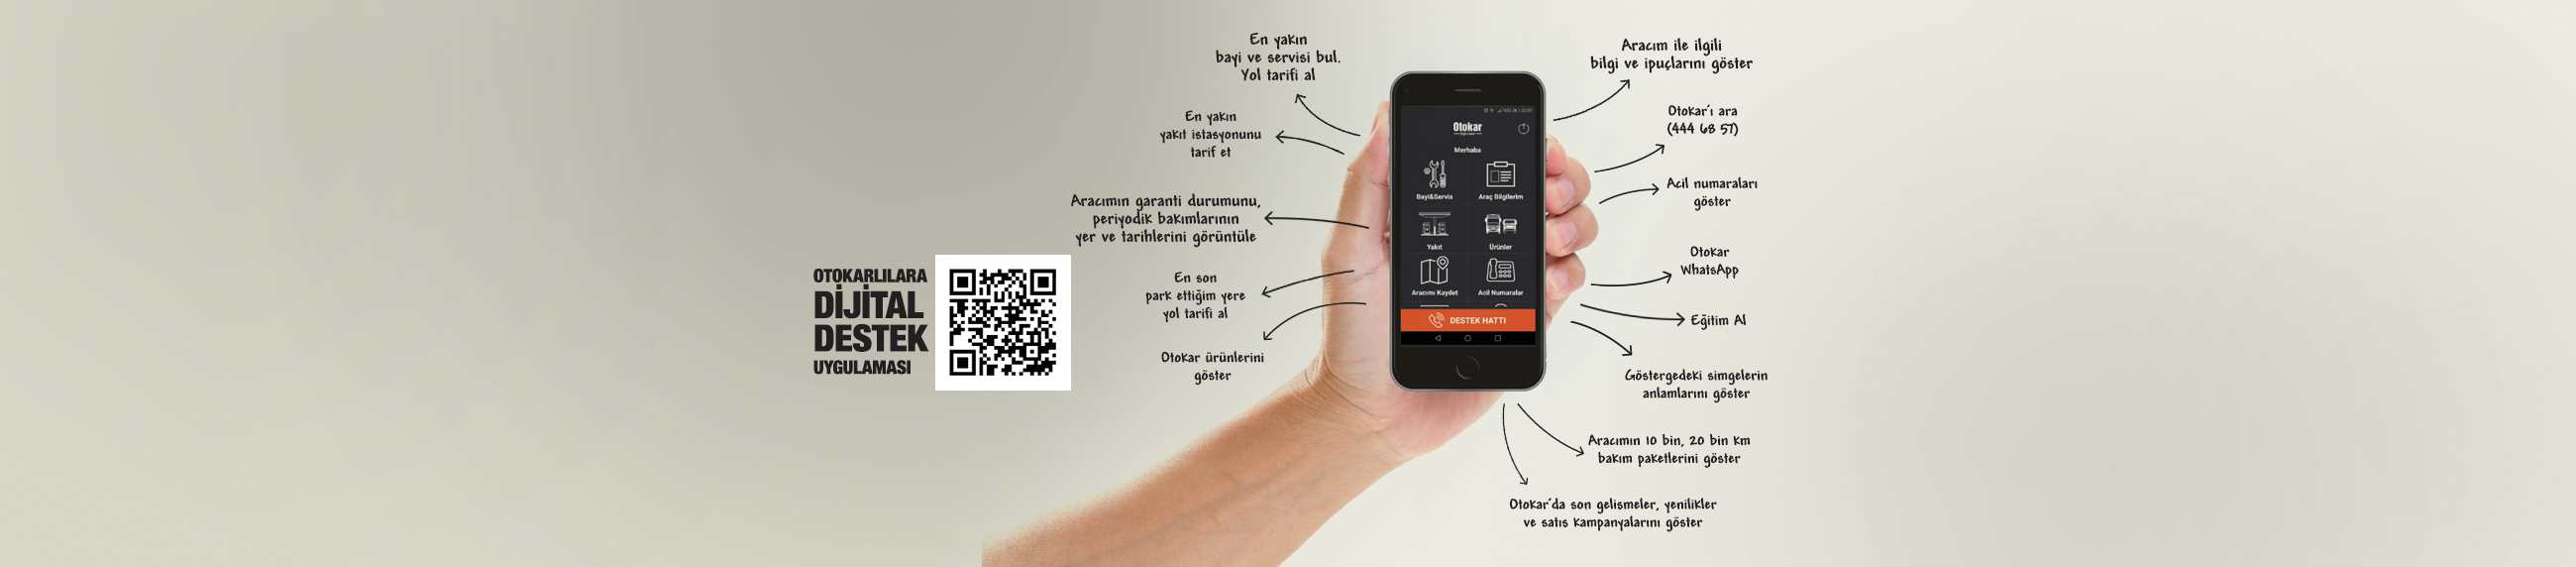 OTOKARLILARA
DİJİTAL
DESTEK
UYGULAMASI
En yakın
bayi ve servisi bul.
Yol tarifi al
En yakın
yakıt istasyonunu
tarif et
Aracımın garanti durumunu,
periyodik bakımlarının
yer ve tarihlerini görüntüle
En son
park ettiğim yere
yol tarifi al
Otokar ürünlerini
göster
Otokar
Merhaba
Bayi&Servis
Araç Bilgilerim
Yakıt
Ürünler
Aracımı Kaydet
Acil Numaralar
DESTEK HATTI
Aracım ile ilgili
bilgi ve ipuçlarını göster
Otokar'ı ara
(444 68 57)
Acil numaraları
göster
Otokar
WhatsApp
Eğitim Al
Göstergedeki simgelerin
anlamlarını göster
Aracımın 10 bin, 20 bin km
bakım paketlerini göster
Otokar'da son gelismeler, yenilikler
ve satıs kampanyalarını göster